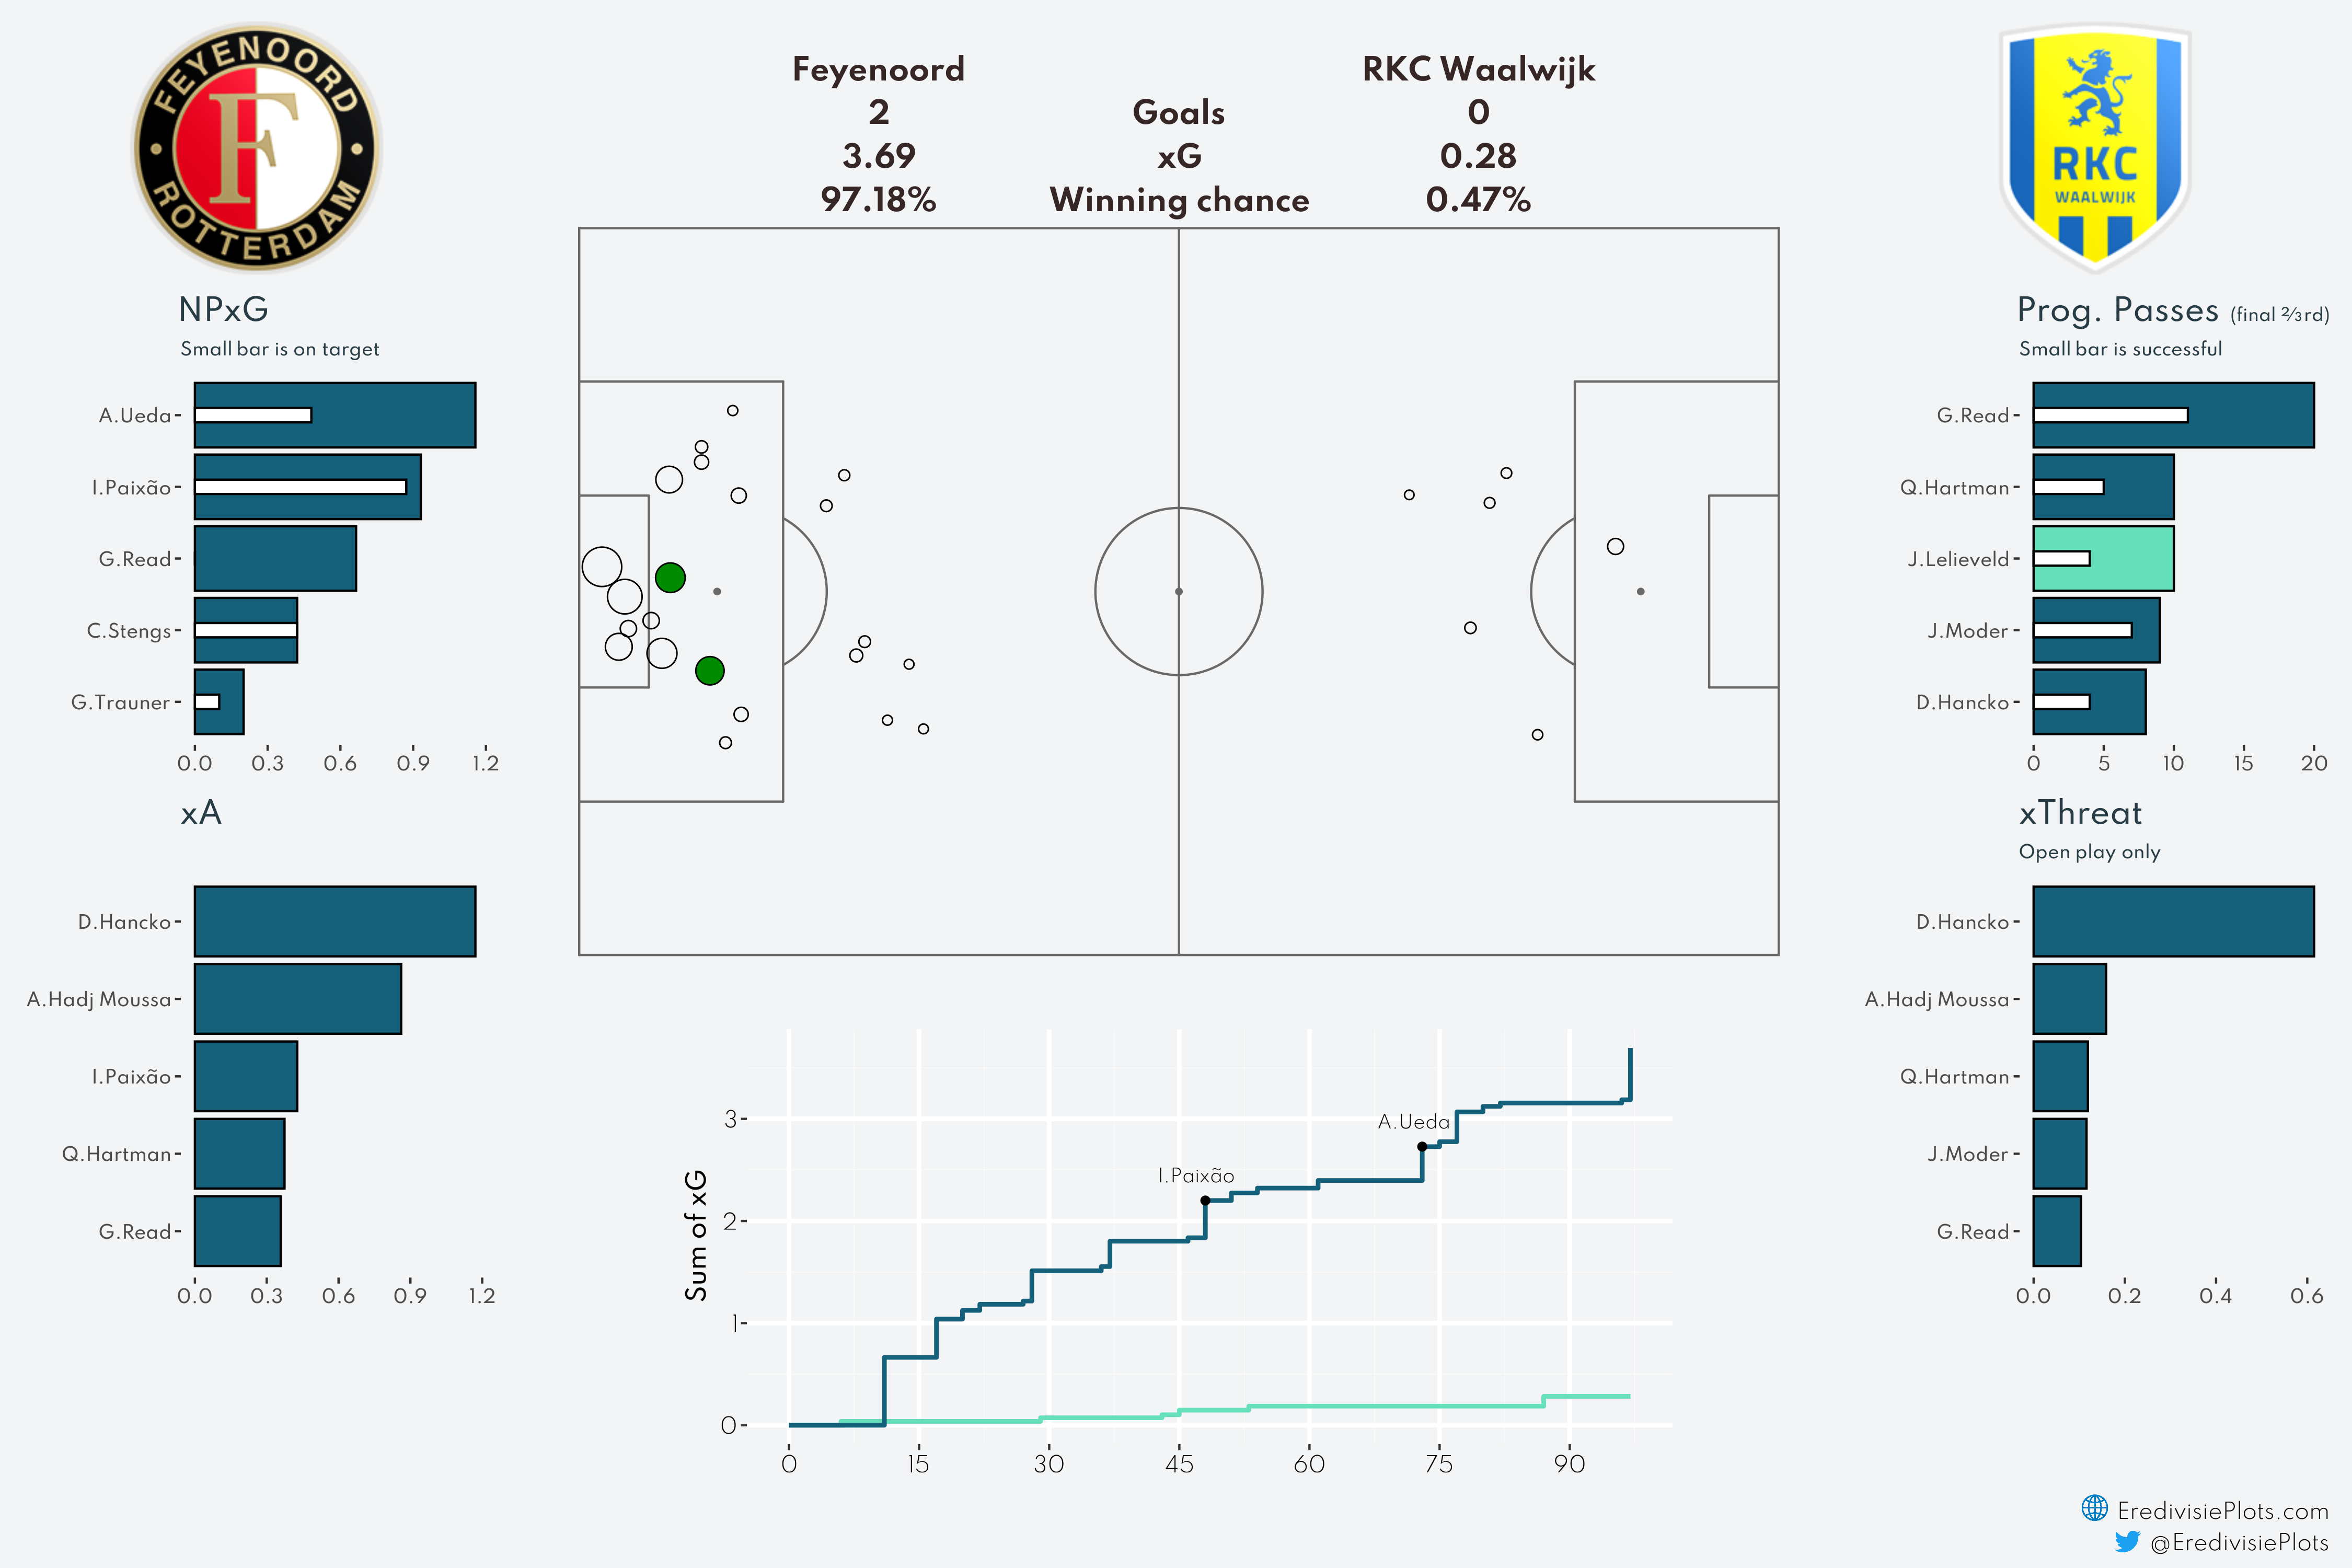 FEYENOORD
F
ROTTERDAM
RKC
WAALWIJK
Feyenoord RKC Waalwijk
2 Goals 0
3.69 xG 0.28
97.18% Winning chance 0.47%
NPxG
Small bar is on target
A.Ueda
I.Paixão
G.Read
C.Stengs
G.Trauner
0.0 0.3 0.6 0.9 1.2
xA
D.Hancko
A.Hadj Moussa
I.Paixão
Q.Hartman
G.Read
0.0 0.3 0.6 0.9 1.2
Sum of xG
3
2
1
0
I.Paixão
A.Ueda
0 15 30 45 60 75 90
Prog. Passes (final ⅔rd)
Small bar is successful
G.Read
Q.Hartman
J.Lelieveld
J.Moder
D.Hancko
0 5 10 15 20
xThreat
Open play only
D.Hancko
A.Hadj Moussa
Q.Hartman
J.Moder
G.Read
0.0 0.2 0.4 0.6
EredivisiePlots.com
@EredivisiePlots